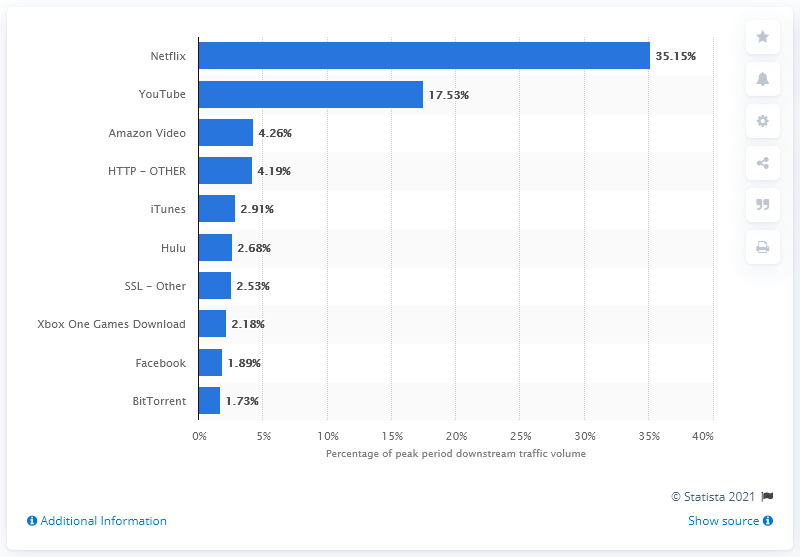 Netflix 35.15%
YouTube 17.53%
Amazon Video 4.26%
HTTP - OTHER 4.19%
iTunes 2.91%
Hulu 2.68%
SSL - Other 2.53%
Xbox One Games Download 2.18%
Facebook 1.89%
BitTorrent 1.73%
0% 5% 10% 15% 20% 25% 30% 35% 40%
Percentage of peak period downstream traffic volume
© Statista 2021
Additional Information Show source